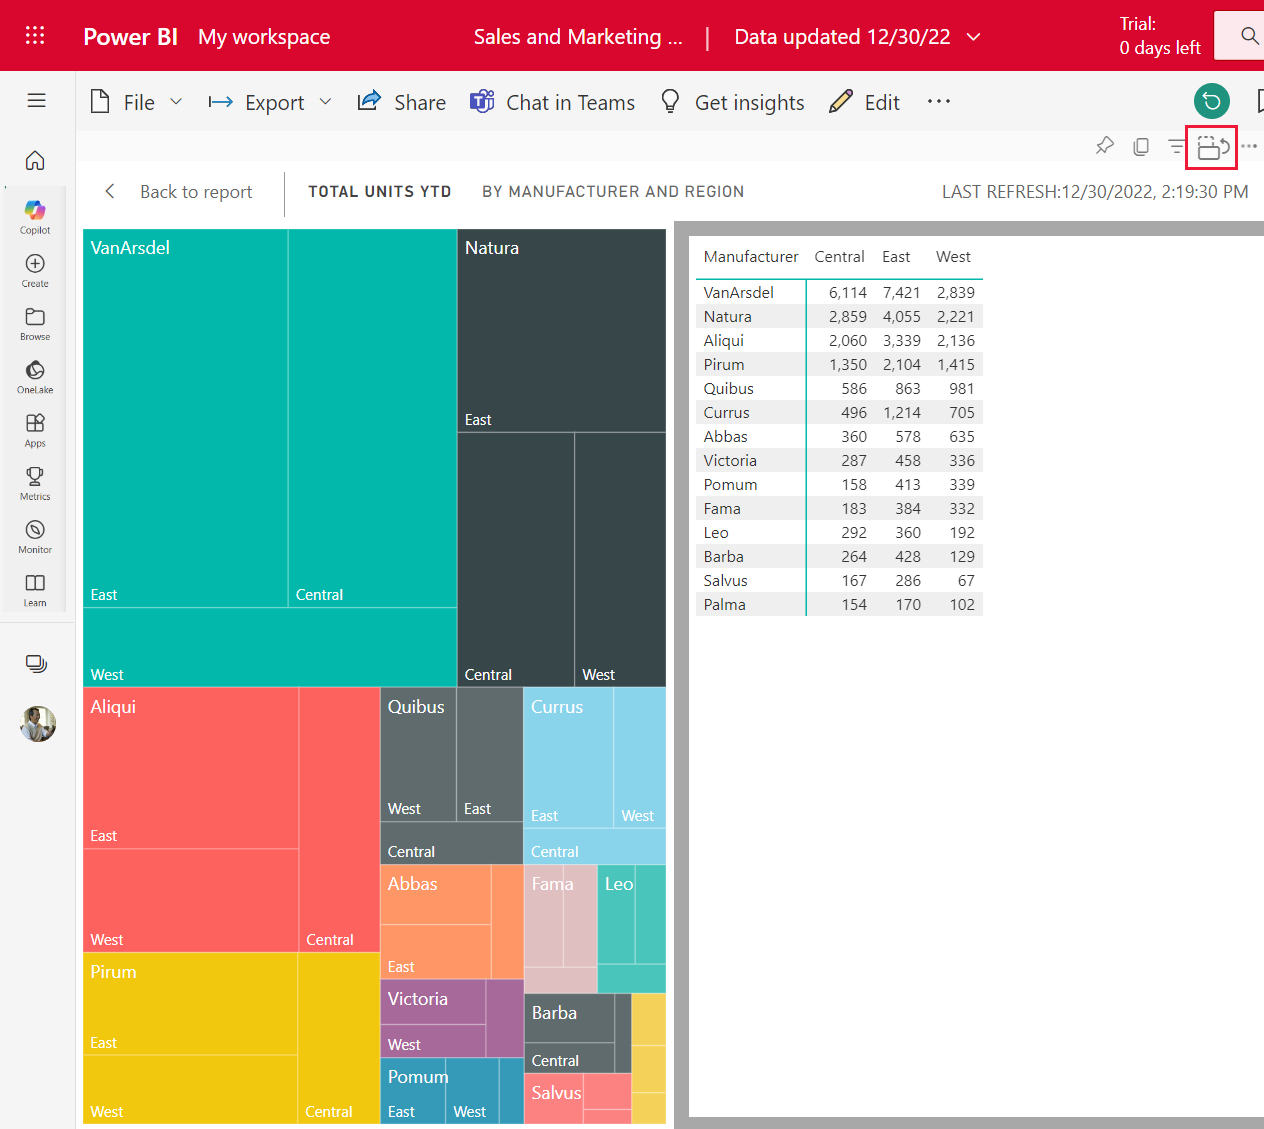 Power BI My workspace Sales and Marketing ... | Data updated 12/30/22
Trial:
0 days left
File Export Share Chat in Teams Get insights Edit ...
Back to report TOTAL UNITS YTD BY MANUFACTURER AND REGION LAST REFRESH:12/30/2022, 2:19:30 PM
Copilot
Create
Browse
OneLake
Apps
Metrics
Monitor
Learn
VanArsdel
East
Central
West
Natura
East
Central
West
Aliqui
East
West
Central
Pirum
East
West
Central
Quibus
West
East
Central
Currus
East
West
Central
Abbas
East
Fama
Leo
Victoria
West
Barba
Central
Pomum
East
West
Salvus
Manufacturer Central East West
VanArsdel 6,114 7,421 2,839
Natura 2,859 4,055 2,221
Aliqui 2,060 3,339 2,136
Pirum 1,350 2,104 1,415
Quibus 586 863 981
Currus 496 1,214 705
Abbas 360 578 635
Victoria 287 458 336
Pomum 158 413 339
Fama 183 384 332
Leo 292 360 192
Barba 264 428 129
Salvus 167 286 67
Palma 154 170 102